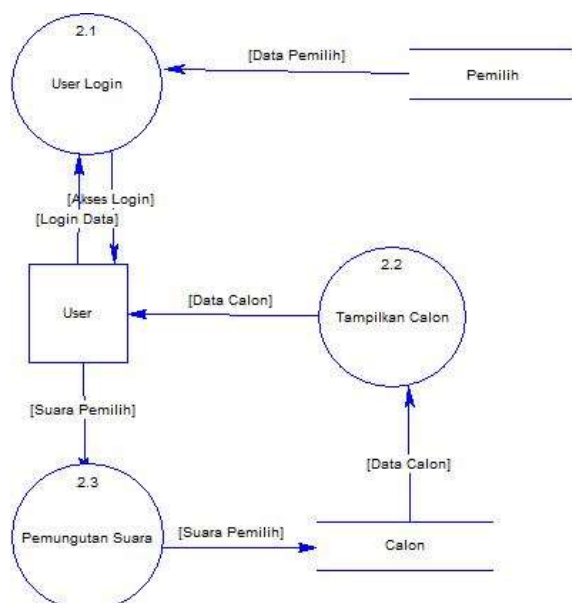 2.1
User Login
[Data Pemilih]
Pemilih
[Akses Login]
[Login Data]
User
[Data Calon]
2.2
Tampilkan Calon
[Suara Pemilih]
[Data Calon]
2.3
Pemungutan Suara
[Suara Pemilih]
Calon